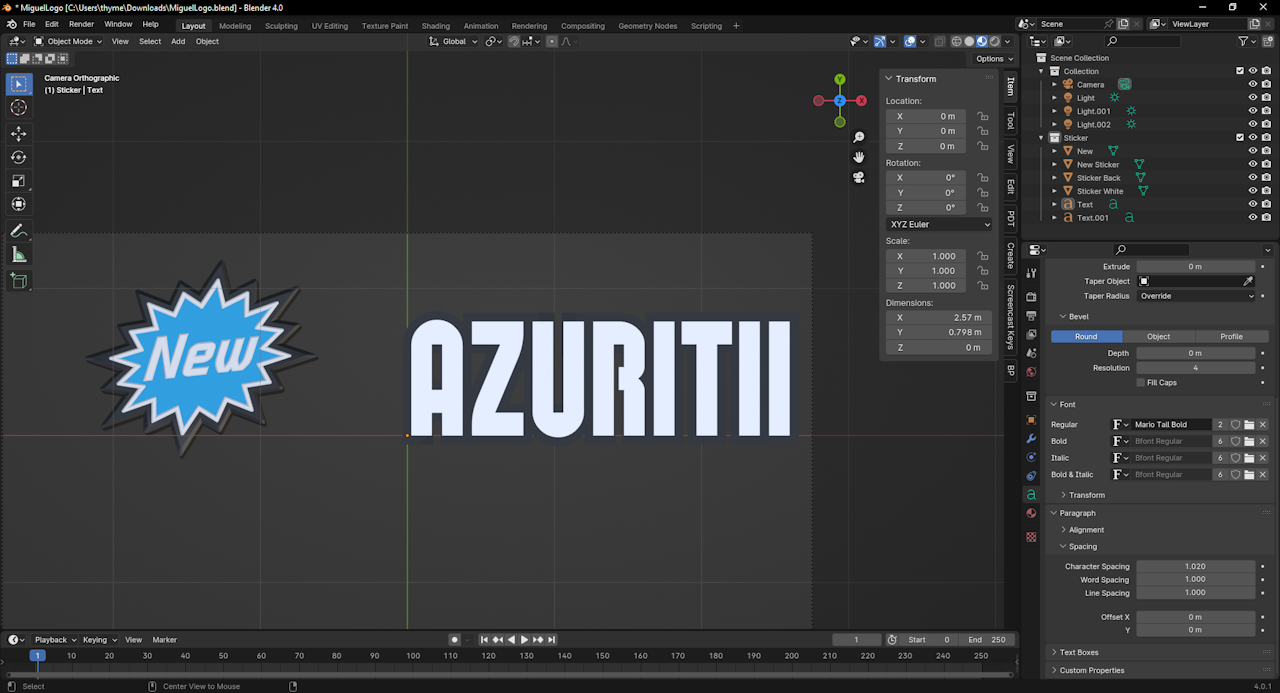 * MiguelLogo [C:\Users\thyme\Downloads\MiguelLogo.blend] - Blender 4.0
File Edit Render Window Help Layout Modeling Sculpting UV Editing Texture Paint Shading Animation Rendering Compositing Geometry Nodes Scripting + Scene ViewLayer
Object Mode View Select Add Object Global
Options
Camera Orthographic
(1) Sticker | Text
Y
X
Z
New
AZURITII
Transform
Location:
X 0 m
Y 0 m
Z 0 m
Rotation:
X 0°
Y 0°
Z 0°
XYZ Euler
Scale:
X 1.000
Y 1.000
Z 1.000
Dimensions:
X 2.57 m
Y 0.798 m
Z 0 m
Item
Tool
View
Edit
PDT
Create
Screencast Keys
BP
Scene Collection
Collection
Camera
Light
Light.001
Light.002
Sticker
New
New Sticker
Sticker Back
Sticker White
Text
Text.001
Extrude 0 m
Taper Object
Taper Radius Override
Bevel
Round Object Profile
Depth 0 m
Resolution 4
Fill Caps
Font
Regular F Mario Tall Bold 2
Bold F Bfont Regular 6
Italic F Bfont Regular 6
Bold & Italic F Bfont Regular 6
Transform
Paragraph
Alignment
Spacing
Character Spacing 1.020
Word Spacing 1.000
Line Spacing 1.000
Offset X 0 m
Y 0 m
Text Boxes
Custom Properties
Playback Keying View Marker 1 Start 0 End 250
1 10 20 30 40 50 60 70 80 90 100 110 120 130 140 150 160 170 180 190 200 210 220 230 240 250
Select Center View to Mouse 4.0.1